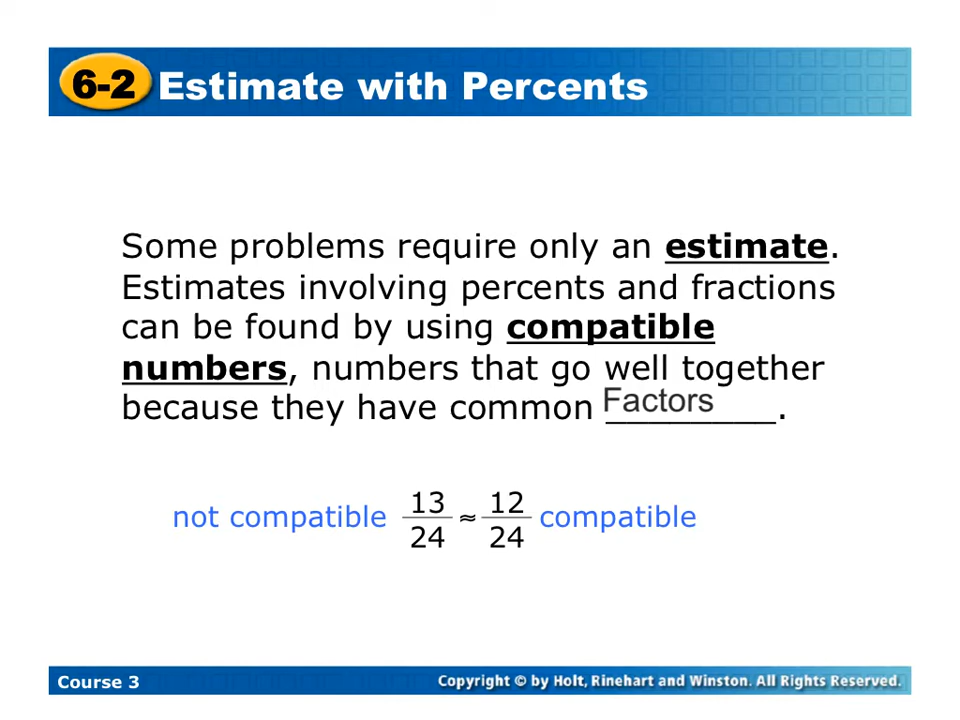 6-2 Estimate with Percents
Some problems require only an estimate.
Estimates involving percents and fractions
can be found by using compatible
numbers, numbers that go well together
because they have common Factors ________.
not compatible 13/24 ≈ 12/24 compatible
Course 3
Copyright © by Holt, Rinehart and Winston. All Rights Reserved.